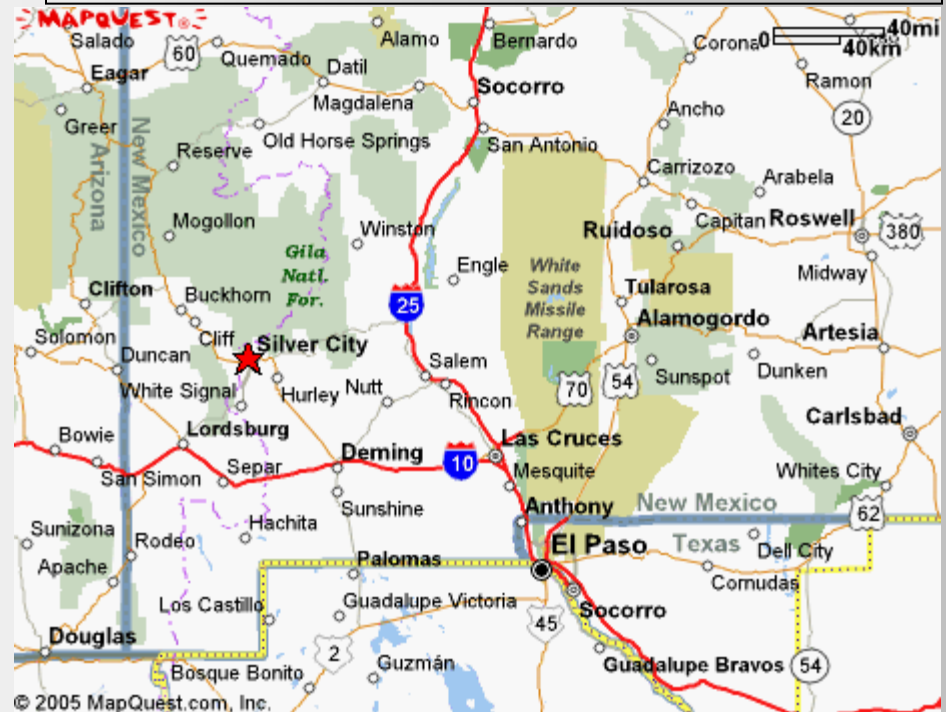 MAPQUEST
40mi
0
40km
Salado
60
Quemado
Alamo
Bernardo
Corona
Eagar
Datil
Magdalena
Socorro
Ramon
Greer
Old Horse Springs
San Antonio
Ancho
20
New Mexico
Arizona
Reserve
Carrizozo
Arabela
Mogollon
Winston
Ruidoso
Capitan
Roswell
380
Gila
Natl.
For.
Engle
White
Sands
Missile
Range
Midway
Clifton
Buckhorn
25
Tularosa
Solomon
Cliff
Silver City
Alamogordo
Artesia
Duncan
Salem
70
54
Sunspot
Dunken
White Signal
Hurley
Nutt
Rincon
Carlsbad
Bowie
Lordsburg
Deming
10
Las Cruces
San Simon
Separ
Mesquite
Whites City
Sunshine
Anthony
New Mexico
62
Sunizona
Rodeo
Hachita
El Paso
Texas
Dell City
Apache
Palomas
Cornudas
Los Castillo
Guadalupe Victoria
45
Socorro
Douglas
2
Guadalupe Bravos
54
Bosque Bonito
Guzmán
© 2005 MapQuest.com, Inc.